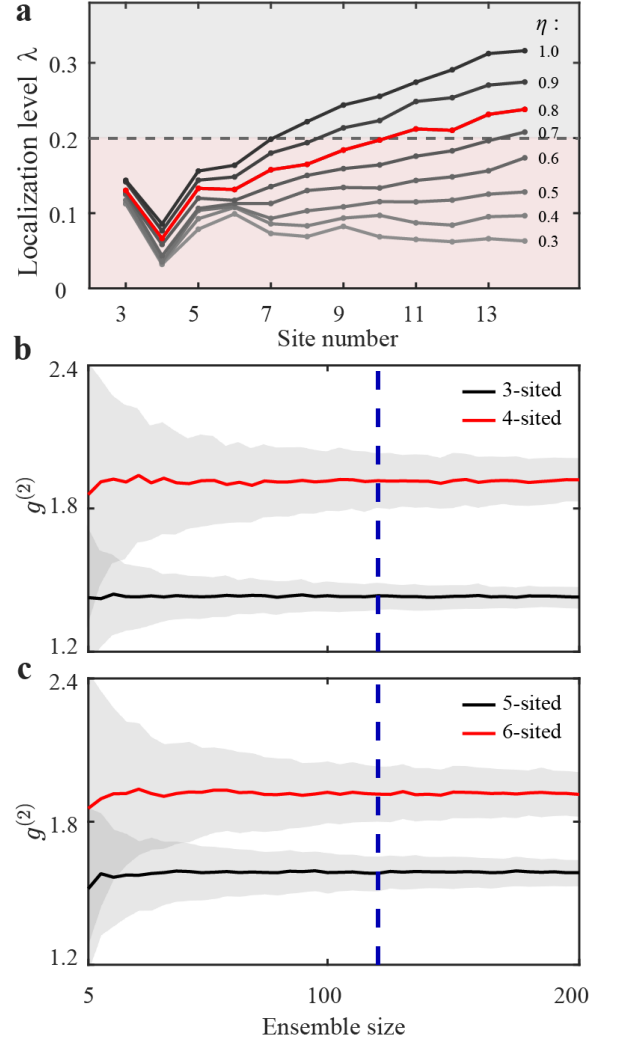 a
η :
1.0
0.9
0.8
0.7
0.6
0.5
0.4
0.3
Localization level λ
0.3
0.2
0.1
0
3 5 7 9 11 13
Site number
b
2.4
1.8
1.2
g(2)
3-sited
4-sited
c
2.4
1.8
1.2
g(2)
5-sited
6-sited
5 100 200
Ensemble size